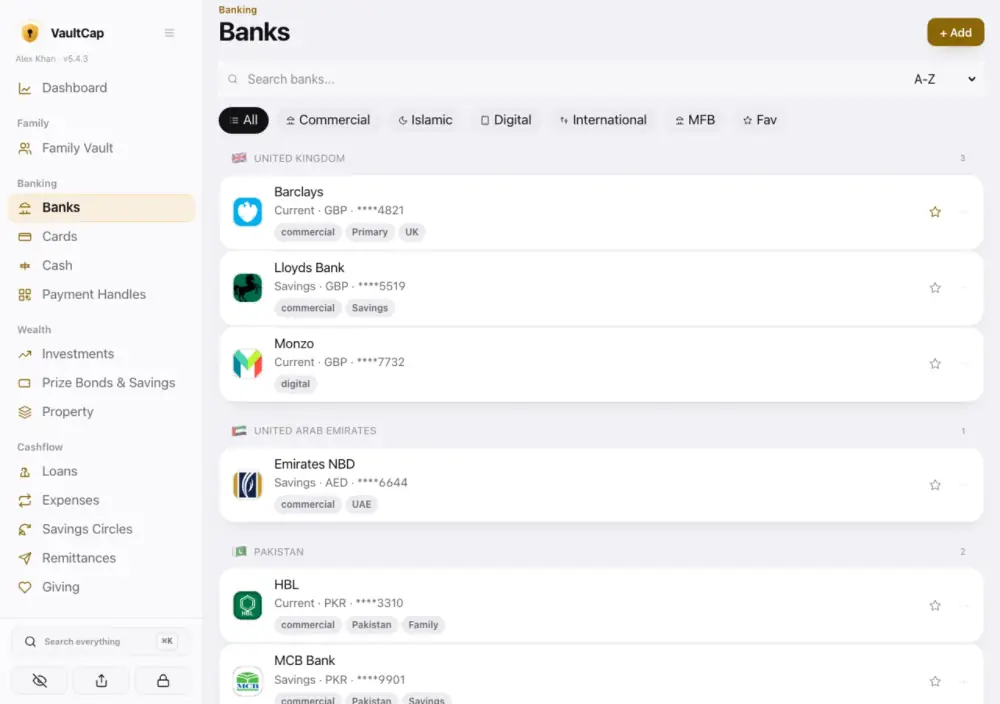 VaultCap
Alex Khan · v5.4.3
Dashboard
Family
Family Vault
Banking
Banks
Cards
Cash
Payment Handles
Wealth
Investments
Prize Bonds & Savings
Property
Cashflow
Loans
Expenses
Savings Circles
Remittances
Giving
Search everything ⌘K
Banking
Banks
+ Add
Search banks... A-Z
All Commercial Islamic Digital International MFB Fav
UNITED KINGDOM 3
Barclays
Current · GBP · ****4821
commercial Primary UK
Lloyds Bank
Savings · GBP · ****5519
commercial Savings
Monzo
Current · GBP · ****7732
digital
UNITED ARAB EMIRATES 1
Emirates NBD
Savings · AED · ****6644
commercial UAE
PAKISTAN 2
HBL
HBL
Current · PKR · ****3310
commercial Pakistan Family
MCB Bank
MCB
Savings · PKR · ****9901
commercial Pakistan Savings